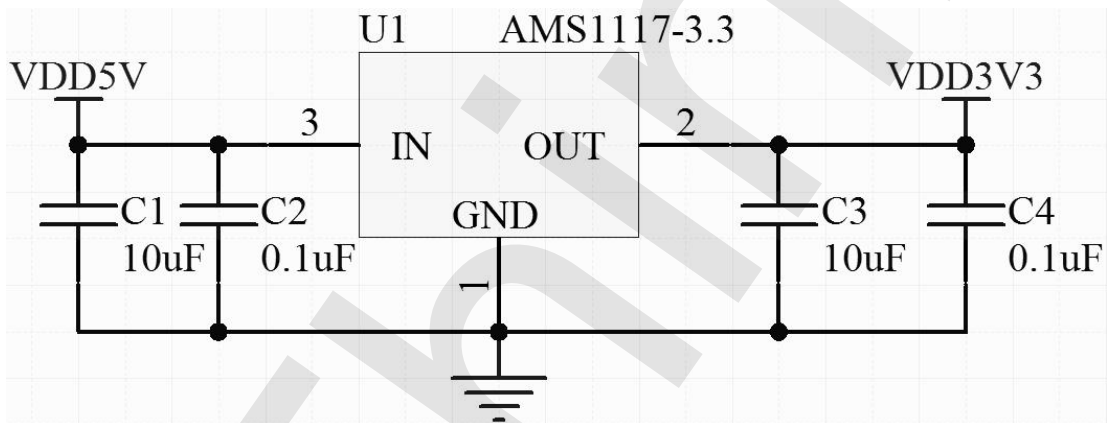 U1 AMS1117-3.3
VDD5V VDD3V3
3 2
IN OUT
C1 C2 GND C3 C4
10uF 0.1uF 10uF 0.1uF
1